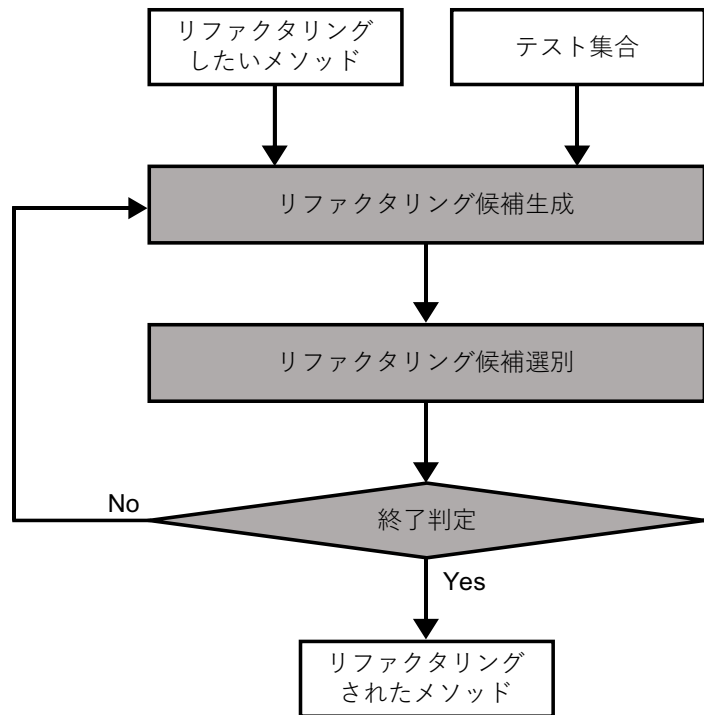 リファクタリング
したいメソッド
テスト集合
リファクタリング候補生成
リファクタリング候補選別
No
終了判定
Yes
リファクタリング
されたメソッド